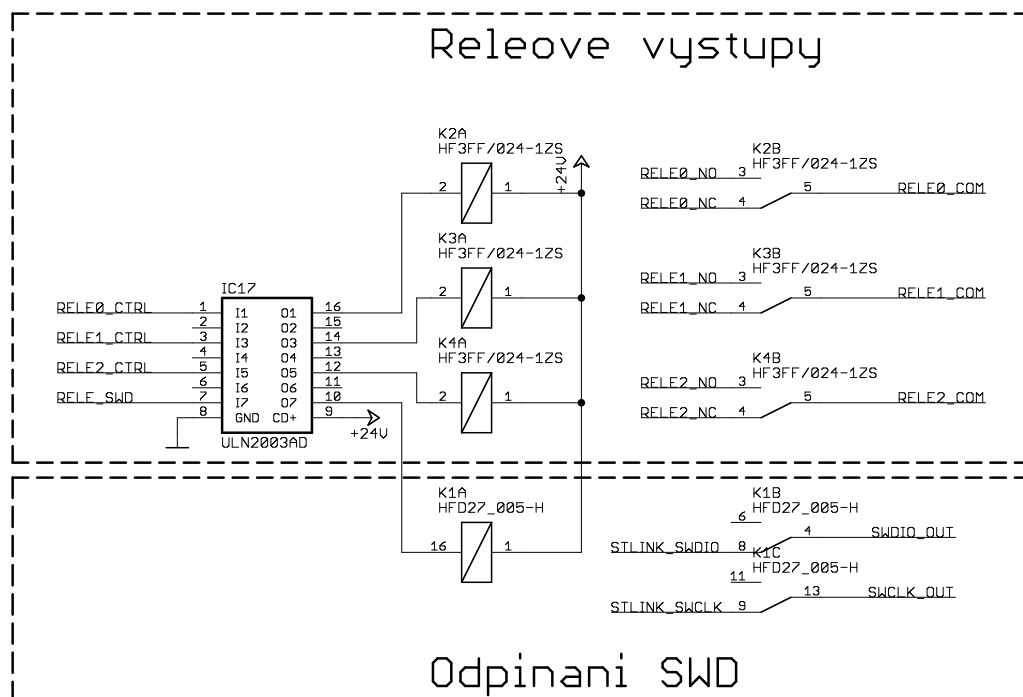 Releove vystupy
K2A
HF3FF/024-1ZS
2
1
+24V
K2B
HF3FF/024-1ZS
RELE0_NO 3
RELE0_NC 4
5 RELE0_COM
K3A
HF3FF/024-1ZS
2
1
K3B
HF3FF/024-1ZS
RELE1_NO 3
RELE1_NC 4
5 RELE1_COM
K4A
HF3FF/024-1ZS
2
1
K4B
HF3FF/024-1ZS
RELE2_NO 3
RELE2_NC 4
5 RELE2_COM
IC17
RELE0_CTRL 1 I1 O1 16
2 I2 O2 15
RELE1_CTRL 3 I3 O3 14
4 I4 O4 13
RELE2_CTRL 5 I5 O5 12
6 I6 O6 11
RELE_SWD 7 I7 O7 10
8 GND CD+ 9
+24V
ULN2003AD
K1A
HFD27_005-H
16
1
K1B
HFD27_005-H
6
STLINK_SWDIO 8
4 SWDIO_OUT
K1C
HFD27_005-H
11
STLINK_SWCLK 9
13 SWCLK_OUT
Odpinani SWD